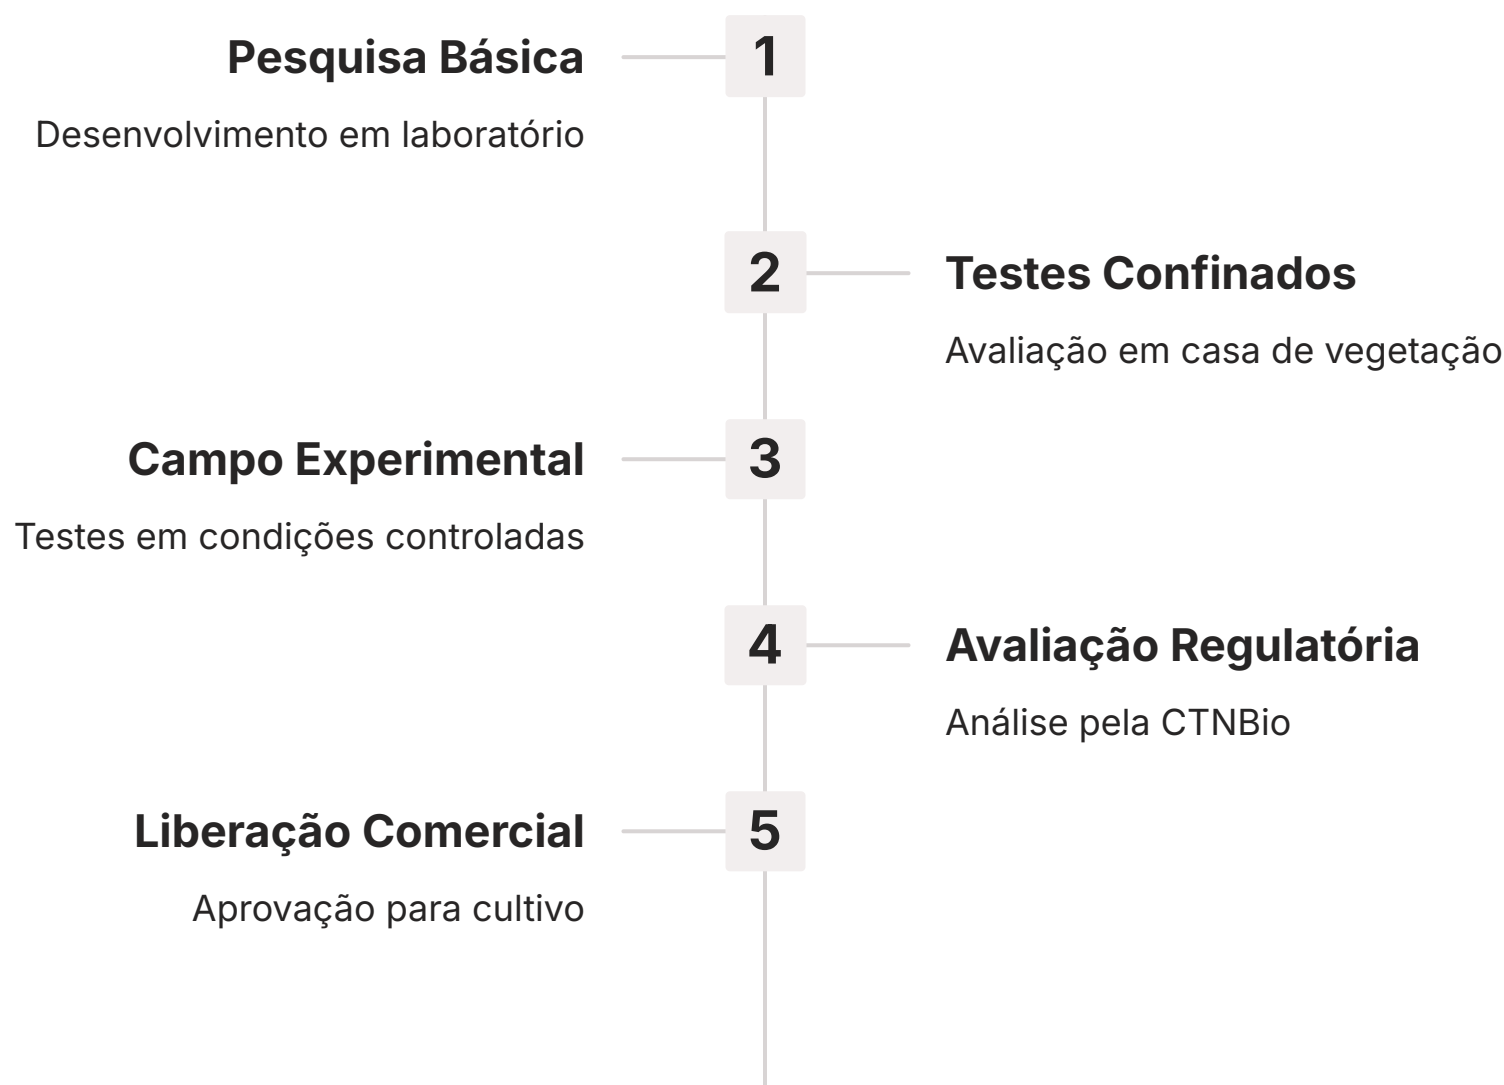 Pesquisa Básica
1
Desenvolvimento em laboratório
2
Testes Confinados
Avaliação em casa de vegetação
Campo Experimental
3
Testes em condições controladas
4
Avaliação Regulatória
Análise pela CTNBio
Liberação Comercial
5
Aprovação para cultivo